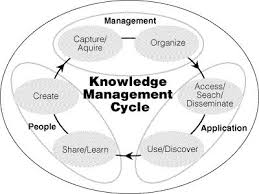 Management
Capture/
Aquire
Organize
Knowledge
Management
Cycle
Create
Access/
Seach/
Disseminate
People
Application
Share/Learn
Use/Discover